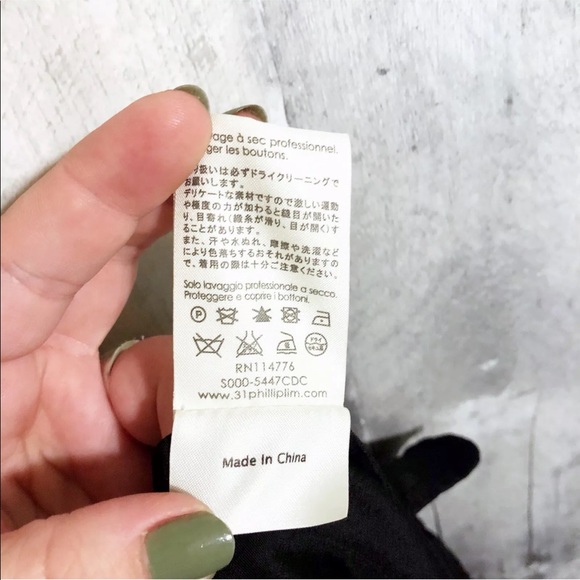 age à sec professionnel.
ger les boutons.
り扱いは必ずドライクリーニングで
お願いします。
デリケートな素材ですので激しい運動
や極度の力が加わると縫目が開いた
り、目寄れ(織糸が滑り、目が開く)す
ることがあります。
また、汗や水ぬれ、摩擦や洗濯など
により色落ちするおそれがありますの
で、着用の際は十分ご注意ください。
Solo lavaggio professionale a secco.
Proteggere e coprire i bottoni.
P
ドライ
RN114776
S000-5447CDC
www.31philliplim.com
Made In China